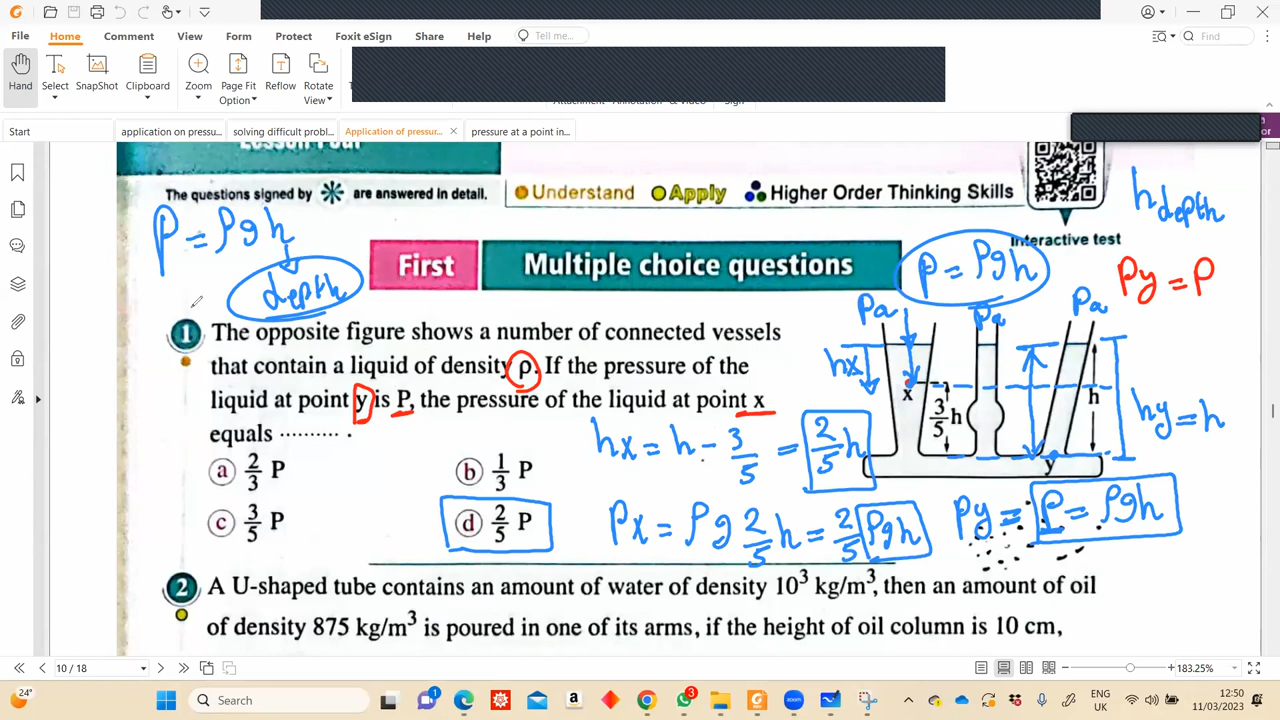 File Home Comment View Form Protect Foxit eSign Share Help Tell me... Find
Hand Select SnapShot Clipboard Zoom Page Fit Option Reflow Rotate View
Start application on pressu... solving difficult probl... Application of pressur... pressure at a point in...
Lesson Four
The questions signed by ✳ are answered in detail. Understand Apply Higher Order Thinking Skills
h depth
Interactive test
P = ρgh
depth
First Multiple choice questions
P = ρgh
Py = P
Pa Pa Pa
1 The opposite figure shows a number of connected vessels
that contain a liquid of density ρ. If the pressure of the
liquid at point y is P, the pressure of the liquid at point x
equals ·········· .
hx
x
3/5 h
h
y
hy = h
hx = h - 3/5 = 2/5 h
a 2/3 P b 1/3 P
c 3/5 P d 2/5 P
Px = ρg 2/5 h = 2/5 ρgh
Py = P = ρgh
2 A U-shaped tube contains an amount of water of density 10³ kg/m³, then an amount of oil
of density 875 kg/m³ is poured in one of its arms, if the height of oil column is 10 cm,
10 / 18 183.25%
24° Search 1 3 ENG UK 12:50 11/03/2023